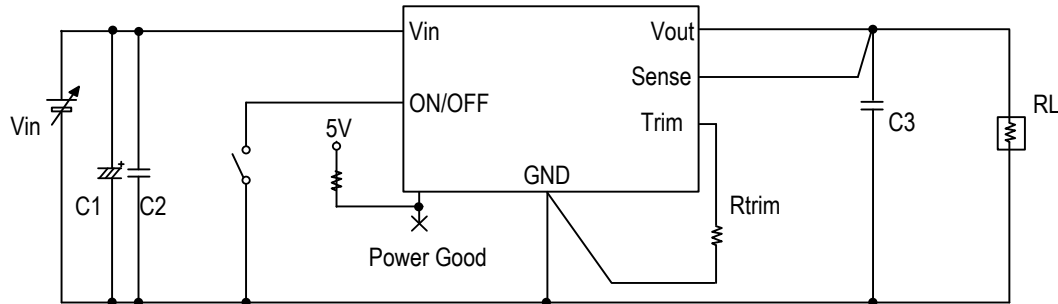 Vin
Vout
Sense
ON/OFF
Trim
GND
Vin
C1
+
C2
5V
Power Good
Rtrim
C3
RL